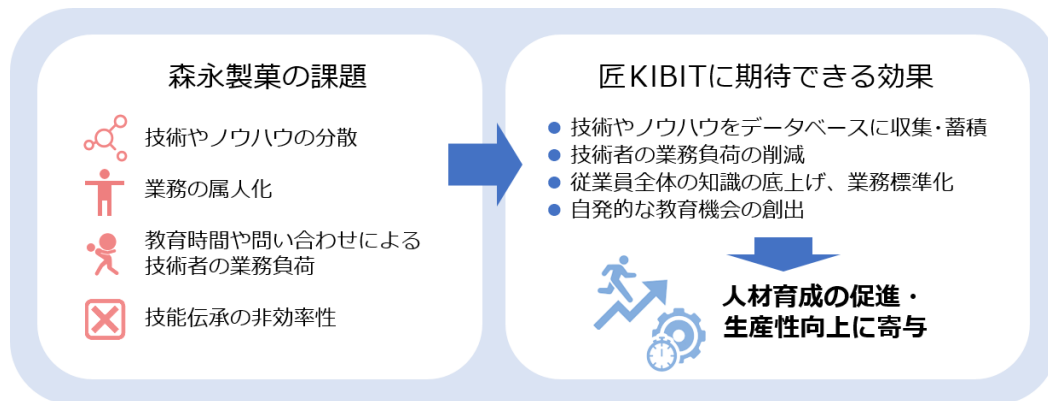 森永製菓の課題
技術やノウハウの分散
業務の属人化
教育時間や問い合わせによる
技術者の業務負荷
技能伝承の非効率性
匠KIBITに期待できる効果
● 技術やノウハウをデータベースに収集・蓄積
● 技術者の業務負荷の削減
● 従業員全体の知識の底上げ、業務標準化
● 自発的な教育機会の創出
人材育成の促進・
生産性向上に寄与